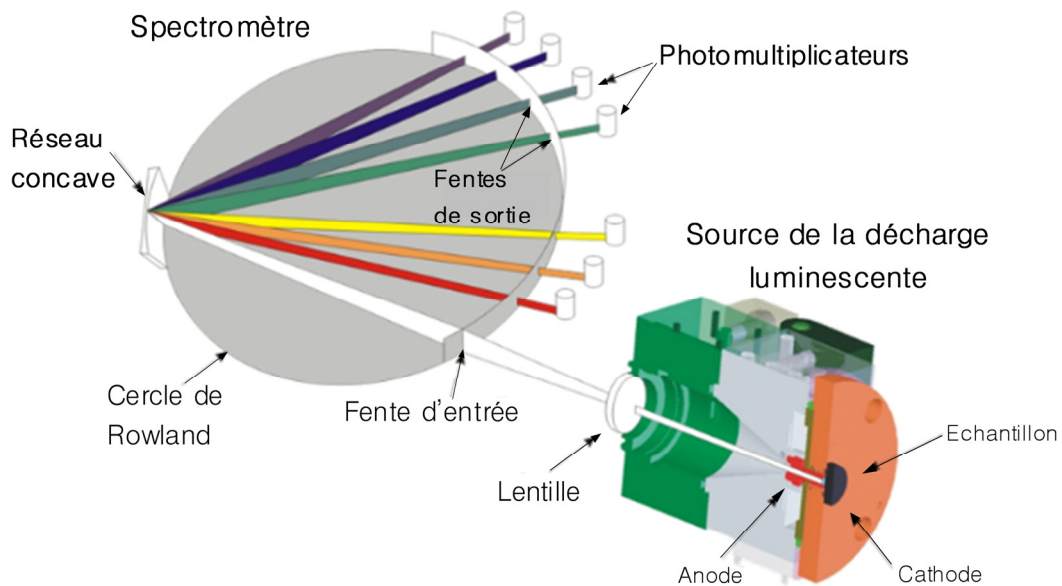 Spectromètre
Photomultiplicateurs
Réseau
concave
Fentes
de sortie
Source de la décharge
luminescente
Cercle de
Rowland
Fente d'entrée
Lentille
Echantillon
Anode
Cathode